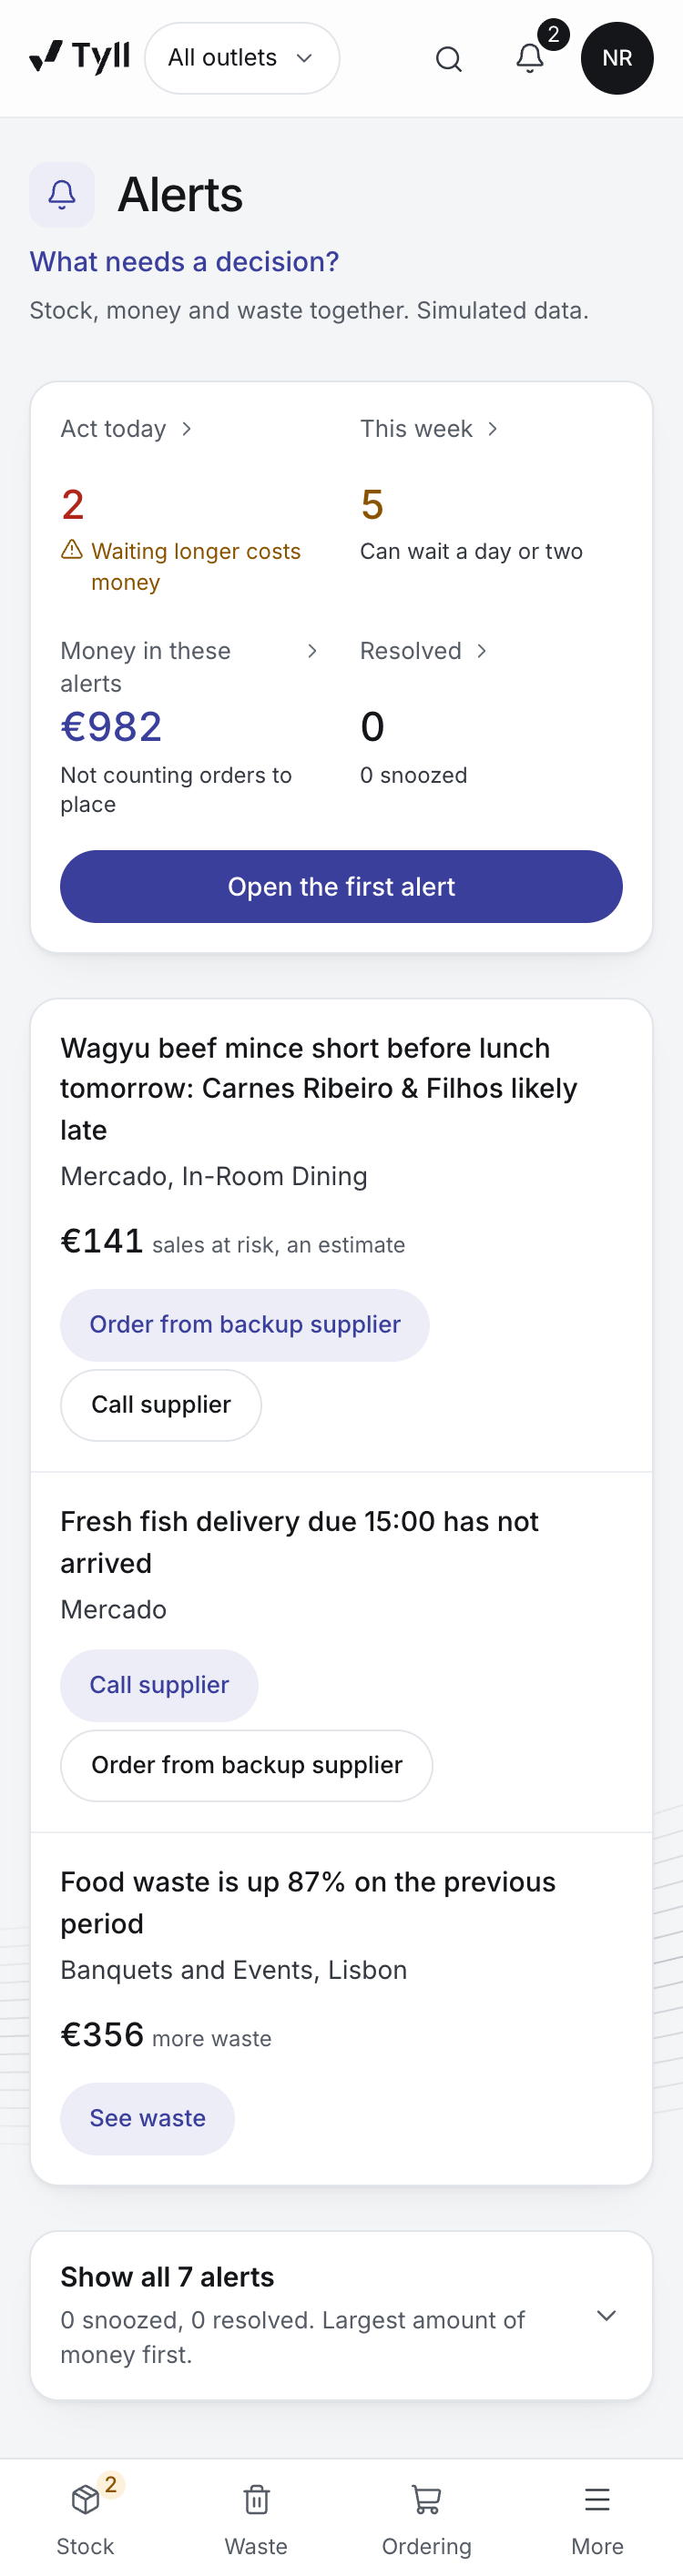 Tyll
All outlets
2
NR
Alerts
What needs a decision?
Stock, money and waste together. Simulated data.
Act today
2
Waiting longer costs
money
This week
5
Can wait a day or two
Money in these
alerts
€982
Not counting orders to
place
Resolved
0
0 snoozed
Open the first alert
Wagyu beef mince short before lunch
tomorrow: Carnes Ribeiro & Filhos likely
late
Mercado, In-Room Dining
€141 sales at risk, an estimate
Order from backup supplier
Call supplier
Fresh fish delivery due 15:00 has not
arrived
Mercado
Call supplier
Order from backup supplier
Food waste is up 87% on the previous
period
Banquets and Events, Lisbon
€356 more waste
See waste
Show all 7 alerts
0 snoozed, 0 resolved. Largest amount of
money first.
2
Stock
Waste
Ordering
More